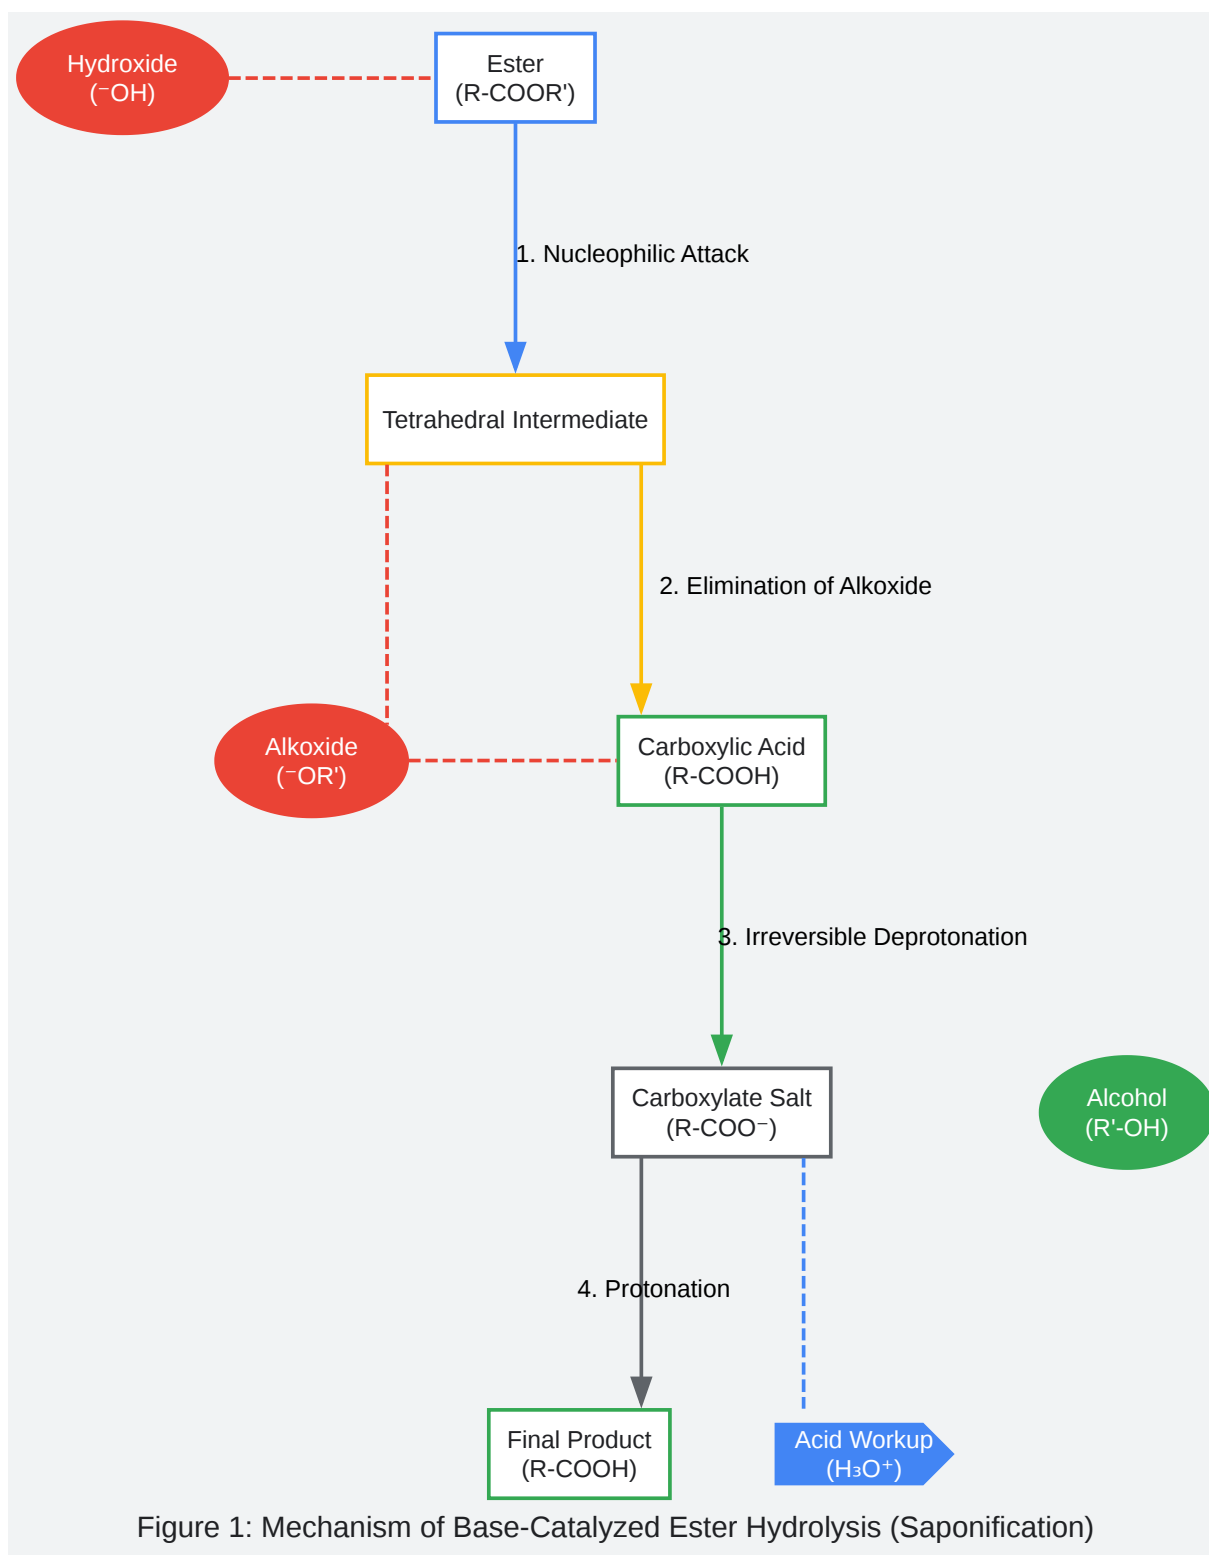 Hydroxide
(⁻OH)
Ester
(R-COOR')
1. Nucleophilic Attack
Tetrahedral Intermediate
2. Elimination of Alkoxide
Alkoxide
(⁻OR')
Carboxylic Acid
(R-COOH)
3. Irreversible Deprotonation
Carboxylate Salt
(R-COO⁻)
Alcohol
(R'-OH)
4. Protonation
Final Product
(R-COOH)
Acid Workup
(H₃O⁺)
Figure 1: Mechanism of Base-Catalyzed Ester Hydrolysis (Saponification)